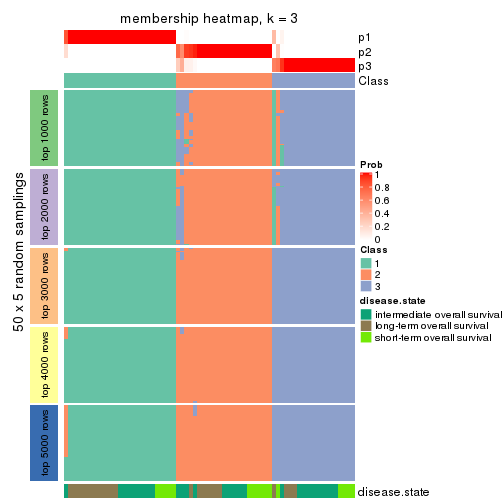 membership heatmap, k = 3
p1
p2
p3
Class
50 x 5 random samplings
top 1000 rows
top 2000 rows
top 3000 rows
top 4000 rows
top 5000 rows
Prob
1
0.8
0.6
0.4
0.2
0
Class
1
2
3
disease.state
intermediate overall survival
long-term overall survival
short-term overall survival
disease.state